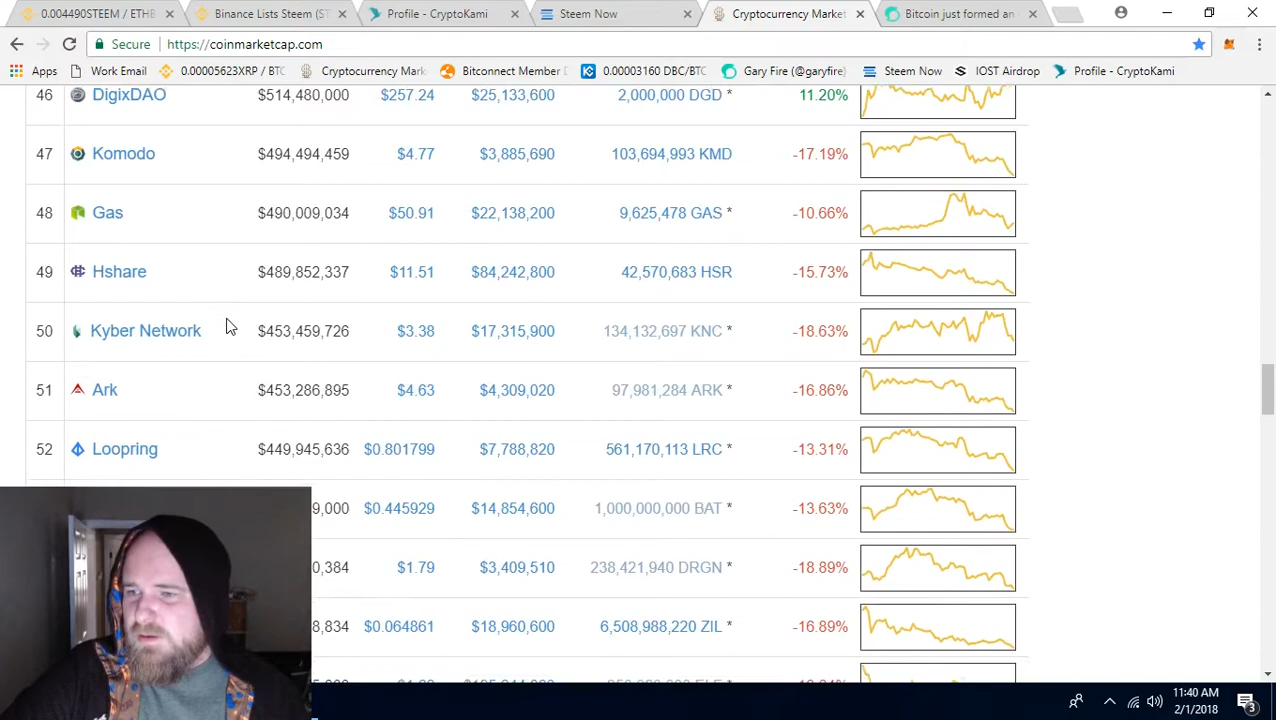 0.004490STEEM / ETHB
Binance Lists Steem (ST
Profile - CryptoKami
Steem Now
Cryptocurrency Market
Bitcoin just formed an
Secure
https://coinmarketcap.com
Apps
Work Email
0.00005623XRP / BTC
Cryptocurrency Mark
Bitconnect Member D
0.00003160 DBC/BTC
Gary Fire (@garyfire)
Steem Now
IOST Airdrop
Profile - CryptoKami
46 DigixDAO $514,480,000 $257.24 $25,133,600 2,000,000 DGD * 11.20%
47 Komodo $494,494,459 $4.77 $3,885,690 103,694,993 KMD -17.19%
48 Gas $490,009,034 $50.91 $22,138,200 9,625,478 GAS * -10.66%
49 Hshare $489,852,337 $11.51 $84,242,800 42,570,683 HSR -15.73%
50 Kyber Network $453,459,726 $3.38 $17,315,900 134,132,697 KNC * -18.63%
51 Ark $453,286,895 $4.63 $4,309,020 97,981,284 ARK * -16.86%
52 Loopring $449,945,636 $0.801799 $7,788,820 561,170,113 LRC * -13.31%
9,000 $0.445929 $14,854,600 1,000,000,000 BAT * -13.63%
0,384 $1.79 $3,409,510 238,421,940 DRGN * -18.89%
8,834 $0.064861 $18,960,600 6,508,988,220 ZIL * -16.89%
11:40 AM
2/1/2018
3